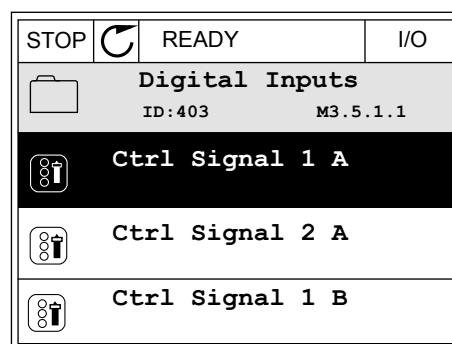 STOP READY I/O
Digital Inputs
ID:403 M3.5.1.1
Ctrl Signal 1 A
Ctrl Signal 2 A
Ctrl Signal 1 B